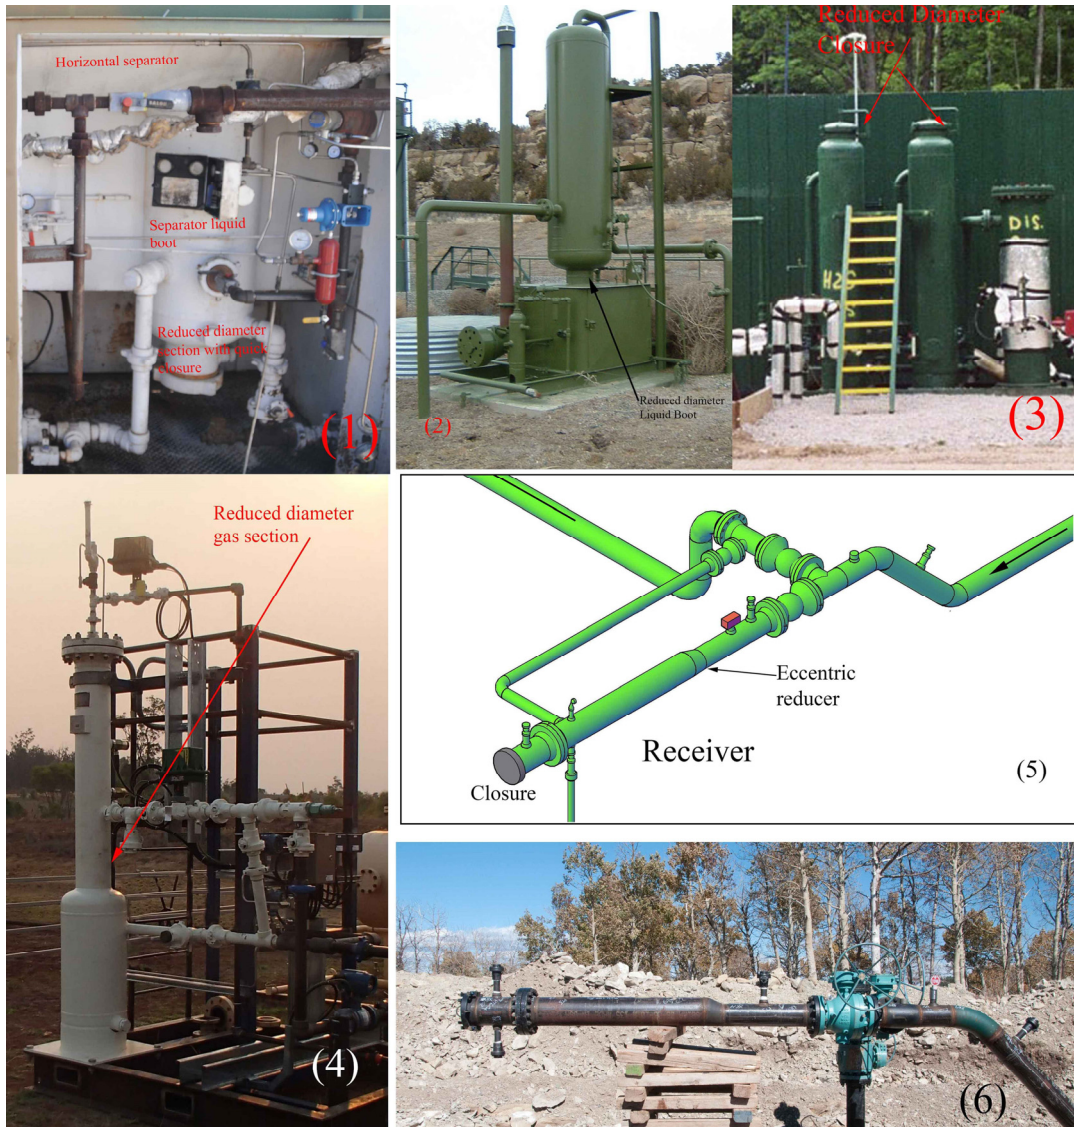 Horizontal separator
Separator liquid
boot
Reduced diameter
section with quick
closure
(1)
Reduced diameter
Liquid Boot
(2)
Reduced Diameter
Closure
DIS.
H2S
(3)
Reduced diameter
gas section
(4)
Eccentric
reducer
Receiver
Closure
(5)
(6)